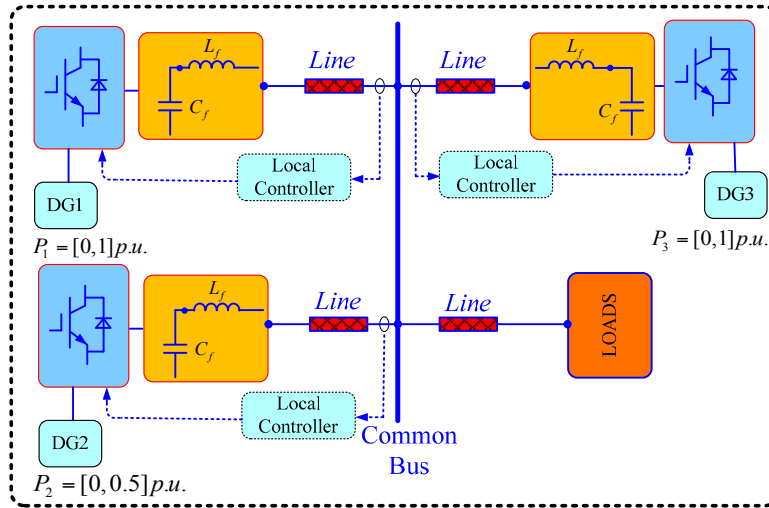 L_f
C_f
Line
Line
L_f
C_f
Local
Controller
Local
Controller
DG1
DG3
P_1 = [0,1] p.u.
P_3 = [0,1] p.u.
L_f
C_f
Line
Line
LOADS
Local
Controller
DG2
Common
Bus
P_2 = [0, 0.5] p.u.